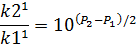 k2¹/k1¹ = 10^((P₂−P₁)/2)